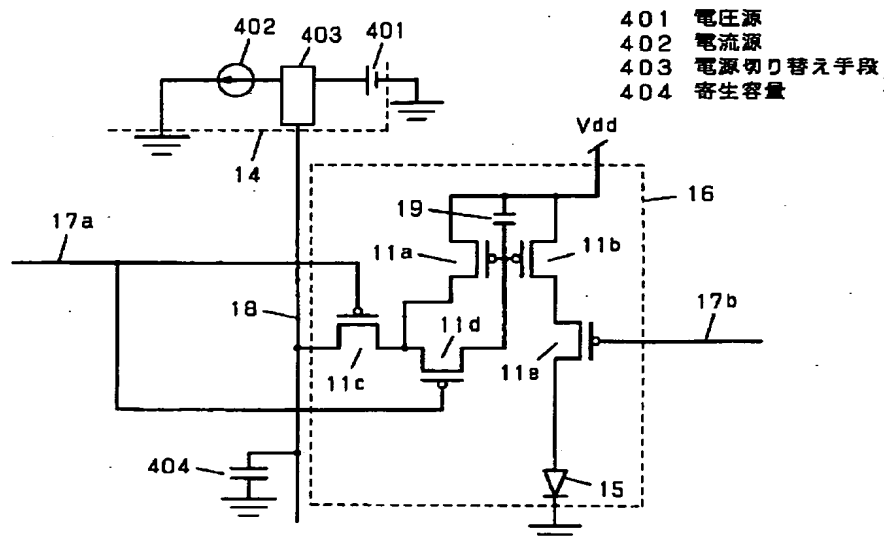 401 電圧源
402 電流源
403 電源切り替え手段
404 寄生容量
402
403
401
14
Vdd
16
17a
19
11a
11b
18
11d
17b
11c
11e
404
15